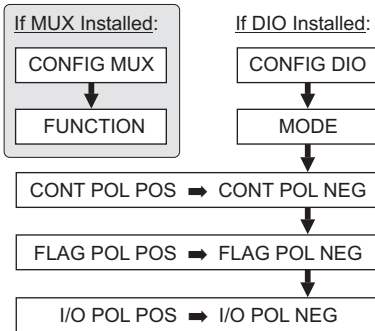 If MUX Installed:
CONFIG MUX
FUNCTION
If DIO Installed:
CONFIG DIO
MODE
CONT POL POS ➡ CONT POL NEG
FLAG POL POS ➡ FLAG POL NEG
I/O POL POS ➡ I/O POL NEG